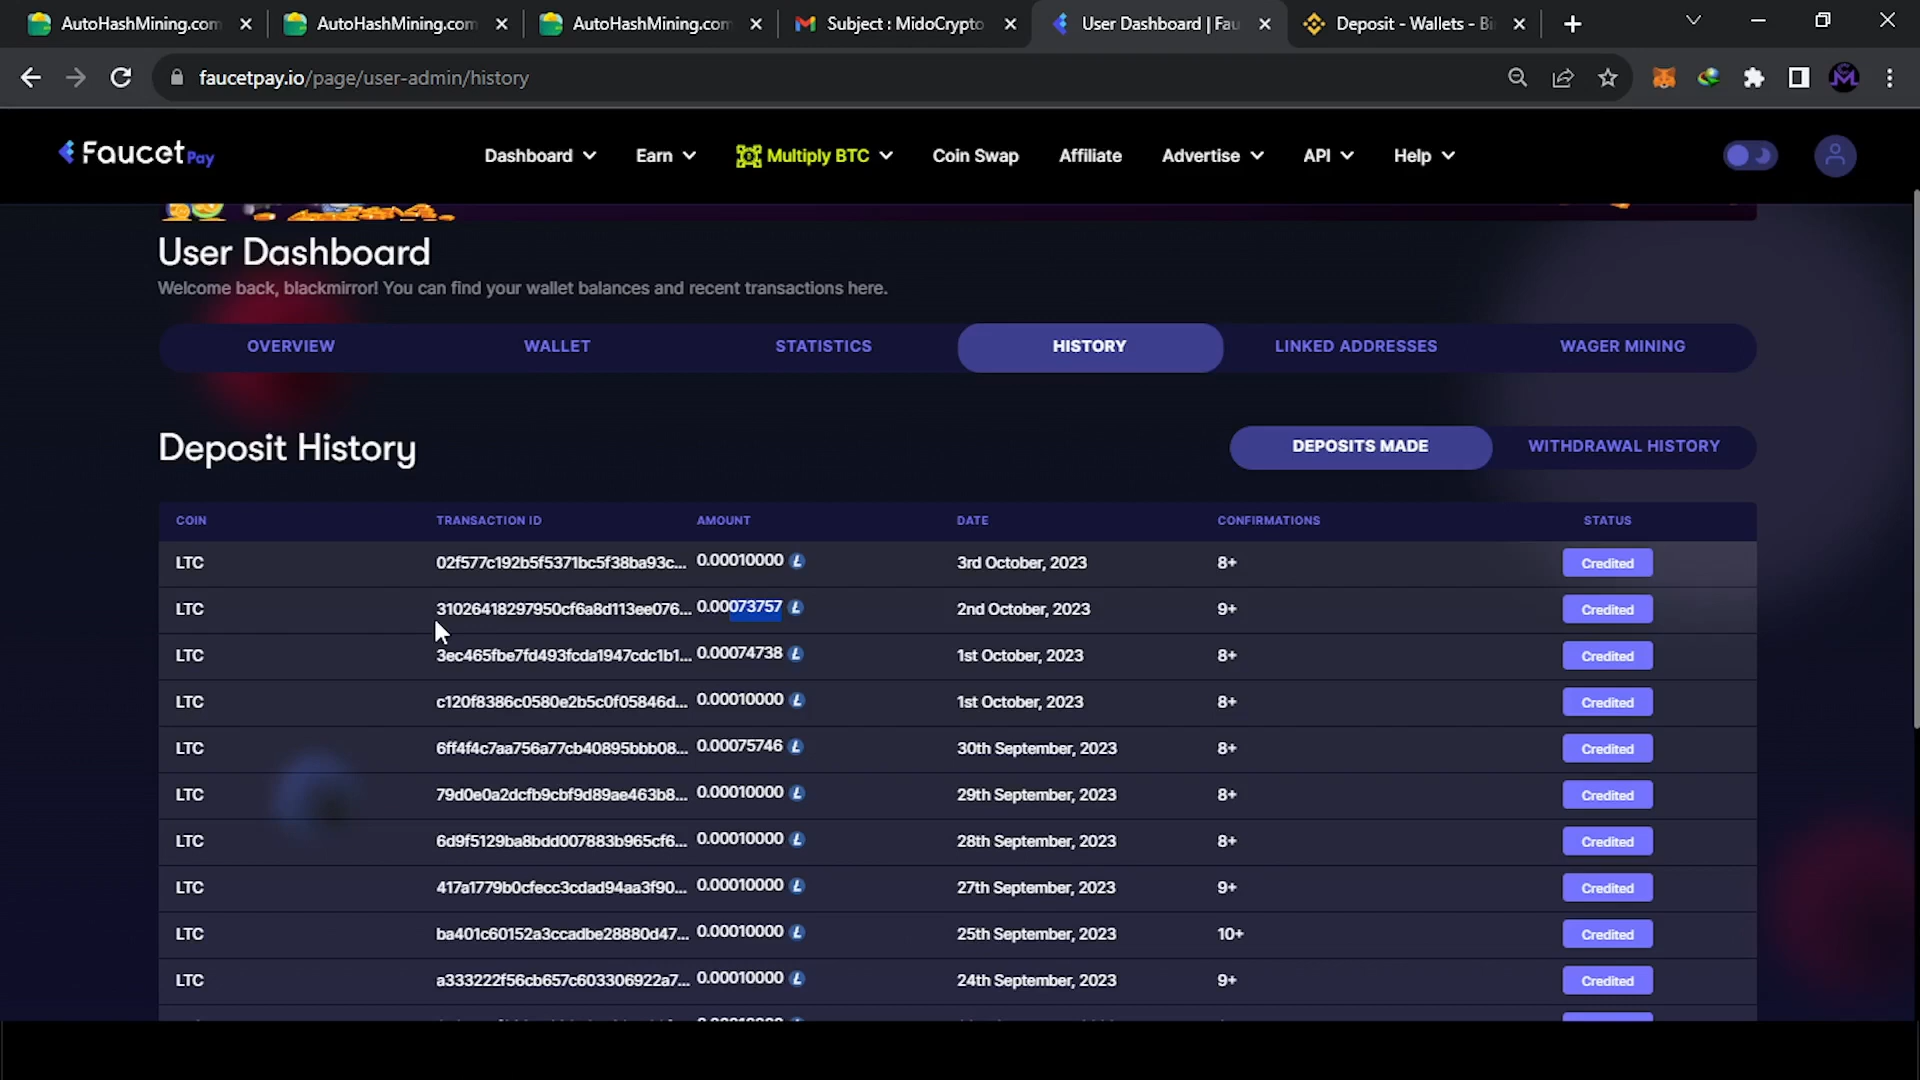 AutoHashMining.com
AutoHashMining.com
AutoHashMining.com
Subject : MidoCrypto
User Dashboard | Fau
Deposit - Wallets - Bi
faucetpay.io/page/user-admin/history
FaucetPay
Dashboard
Earn
Multiply BTC
Coin Swap
Affiliate
Advertise
API
Help
User Dashboard
Welcome back, blackmirror! You can find your wallet balances and recent transactions here.
OVERVIEW
WALLET
STATISTICS
HISTORY
LINKED ADDRESSES
WAGER MINING
Deposit History
DEPOSITS MADE
WITHDRAWAL HISTORY
COIN TRANSACTION ID AMOUNT DATE CONFIRMATIONS STATUS
LTC 02f577c192b5f5371bc5f38ba93c... 0.00010000 3rd October, 2023 8+ Credited
LTC 31026418297950cf6a8d113ee076... 0.00073757 2nd October, 2023 9+ Credited
LTC 3ec465fbe7fd493fcda1947cdc1b1... 0.00074738 1st October, 2023 8+ Credited
LTC c120f8386c0580e2b5c0f05846d... 0.00010000 1st October, 2023 8+ Credited
LTC 6ff4f4c7aa756a77cb40895bbb08... 0.00075746 30th September, 2023 8+ Credited
LTC 79d0e0a2dcfb9cbf9d89ae463b8... 0.00010000 29th September, 2023 8+ Credited
LTC 6d9f5129ba8bdd007883b965cf6... 0.00010000 28th September, 2023 8+ Credited
LTC 417a1779b0cfecc3cdad94aa3f90... 0.00010000 27th September, 2023 9+ Credited
LTC ba401c60152a3ccadbe28880d47... 0.00010000 25th September, 2023 10+ Credited
LTC a333222f56cb657c603306922a7... 0.00010000 24th September, 2023 9+ Credited